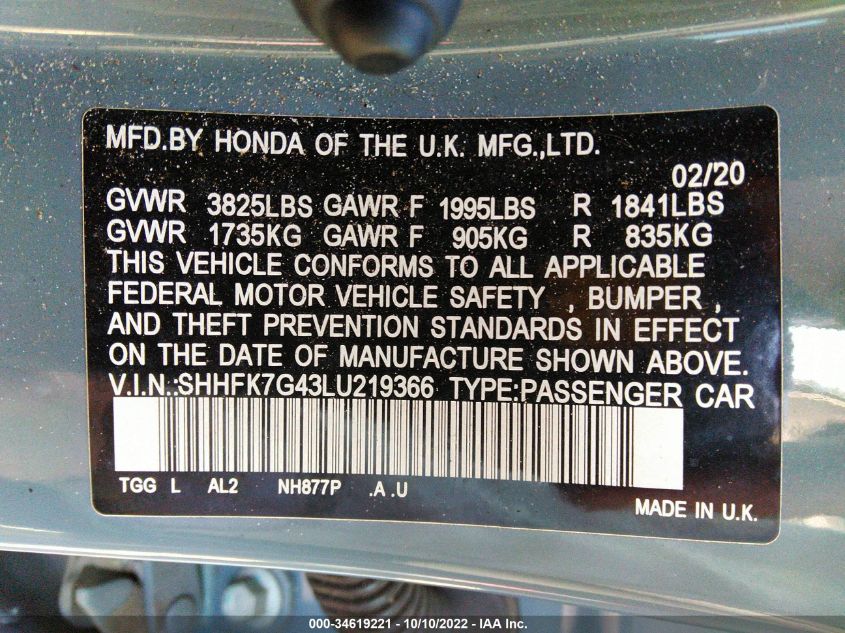 MFD.BY HONDA OF THE U.K. MFG.,LTD.
02/20
GVWR 3825LBS GAWR F 1995LBS R 1841LBS
GVWR 1735KG GAWR F 905KG R 835KG
THIS VEHICLE CONFORMS TO ALL APPLICABLE
FEDERAL MOTOR VEHICLE SAFETY , BUMPER ,
AND THEFT PREVENTION STANDARDS IN EFFECT
ON THE DATE OF MANUFACTURE SHOWN ABOVE.
V.I.N.:SHHFK7G43LU219366 TYPE:PASSENGER CAR
TGG L AL2 NH877P .A .U
MADE IN U.K.
000-34619221 - 10/10/2022 - IAA Inc.